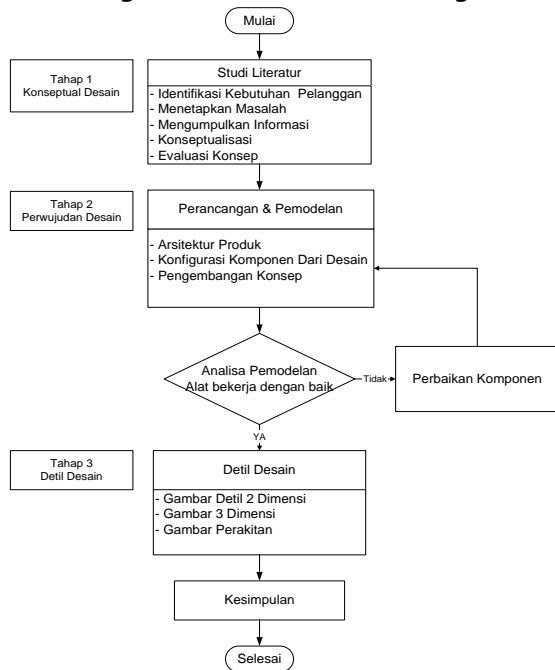 Mulai
Tahap 1
Konseptual Desain
Studi Literatur
- Identifikasi Kebutuhan Pelanggan
- Menetapkan Masalah
- Mengumpulkan Informasi
- Konseptualisasi
- Evaluasi Konsep
Tahap 2
Perwujudan Desain
Perancangan & Pemodelan
- Arsitektur Produk
- Konfigurasi Komponen Dari Desain
- Pengembangan Konsep
Analisa Pemodelan
Alat bekerja dengan baik
Tidak
Perbaikan Komponen
YA
Tahap 3
Detil Desain
Detil Desain
- Gambar Detil 2 Dimensi
- Gambar 3 Dimensi
- Gambar Perakitan
Kesimpulan
Selesai